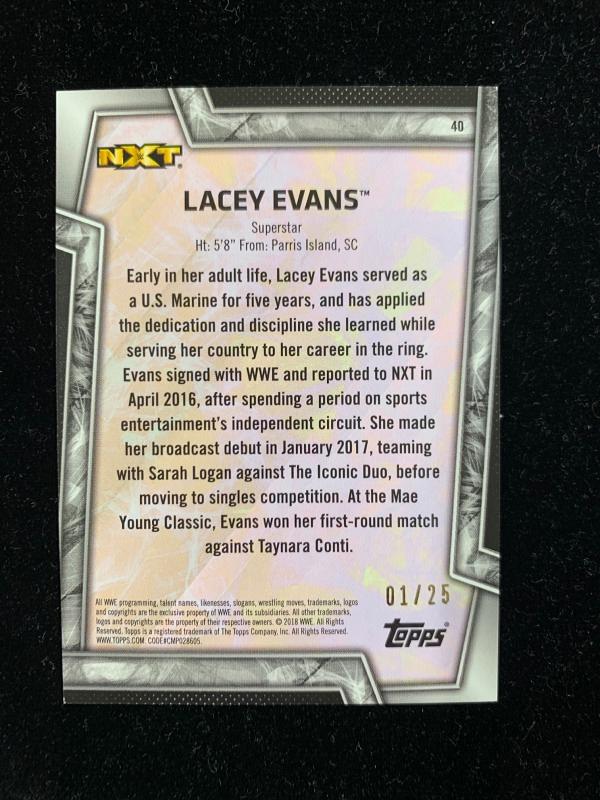 40
NXT
LACEY EVANS™
Superstar
Ht: 5'8" From: Parris Island, SC
Early in her adult life, Lacey Evans served as
a U.S. Marine for five years, and has applied
the dedication and discipline she learned while
serving her country to her career in the ring.
Evans signed with WWE and reported to NXT in
April 2016, after spending a period on sports
entertainment's independent circuit. She made
her broadcast debut in January 2017, teaming
with Sarah Logan against The Iconic Duo, before
moving to singles competition. At the Mae
Young Classic, Evans won her first-round match
against Taynara Conti.
01/25
All WWE programming, talent names, likenesses, slogans, wrestling moves, trademarks, logos
and copyrights are the exclusive property of WWE and its subsidiaries. All other trademarks,
logos and copyrights are the property of their respective owners. © 2018 WWE. All Rights
Reserved. Topps is a registered trademark of The Topps Company, Inc. All Rights Reserved.
WWW.TOPPS.COM. CODE#CMP028605.
topps®